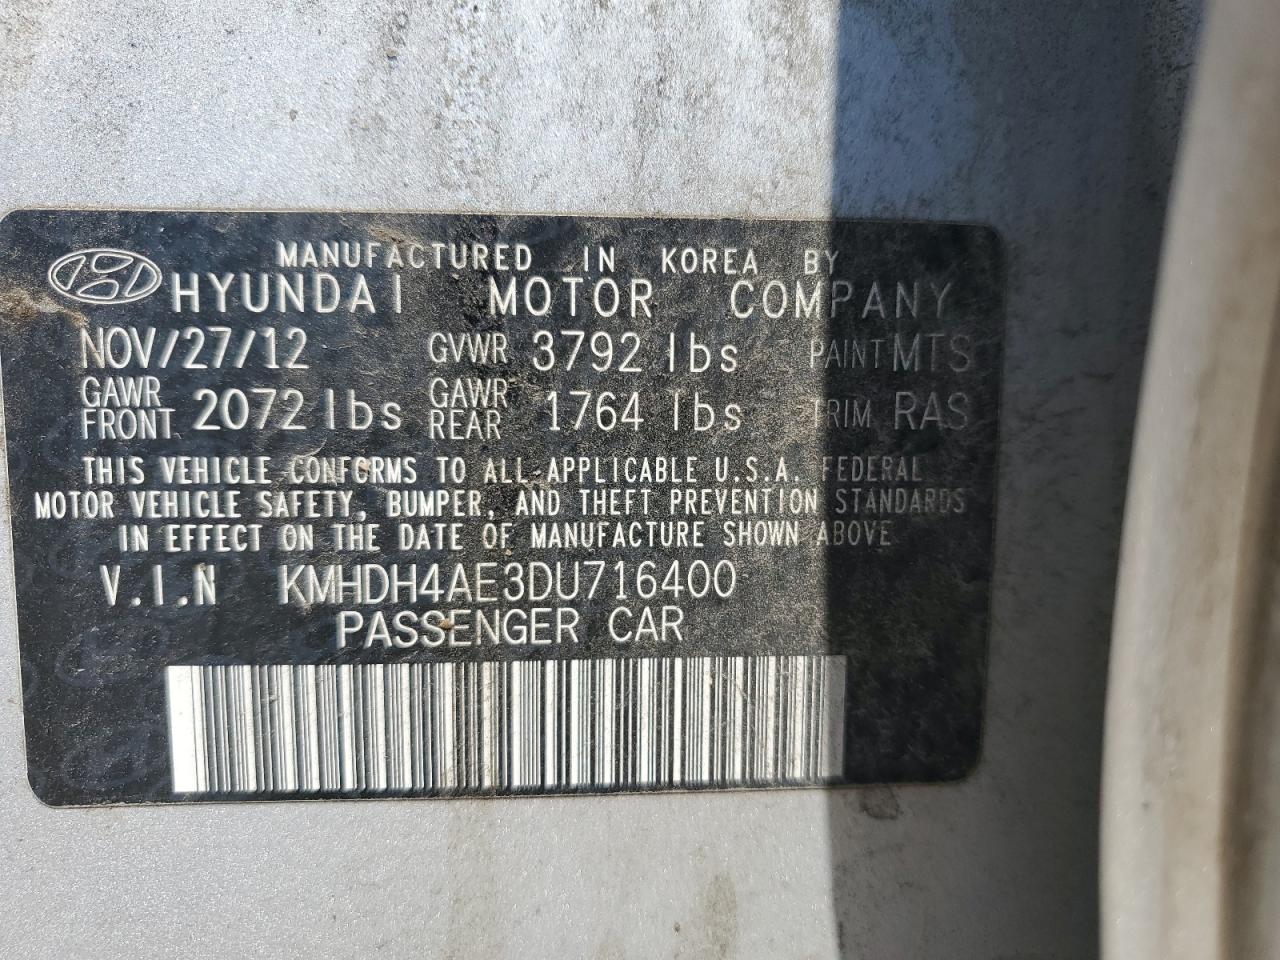 MANUFACTURED IN KOREA BY
HYUNDAI MOTOR COMPANY
NOV/27/12 GVWR 3792 lbs PAINT MTS
GAWR FRONT 2072 lbs GAWR REAR 1764 lbs TRIM RAS
THIS VEHICLE CONFORMS TO ALL APPLICABLE U.S.A. FEDERAL
MOTOR VEHICLE SAFETY, BUMPER, AND THEFT PREVENTION STANDARDS
IN EFFECT ON THE DATE OF MANUFACTURE SHOWN ABOVE
V.I.N KMHDH4AE3DU716400
PASSENGER CAR